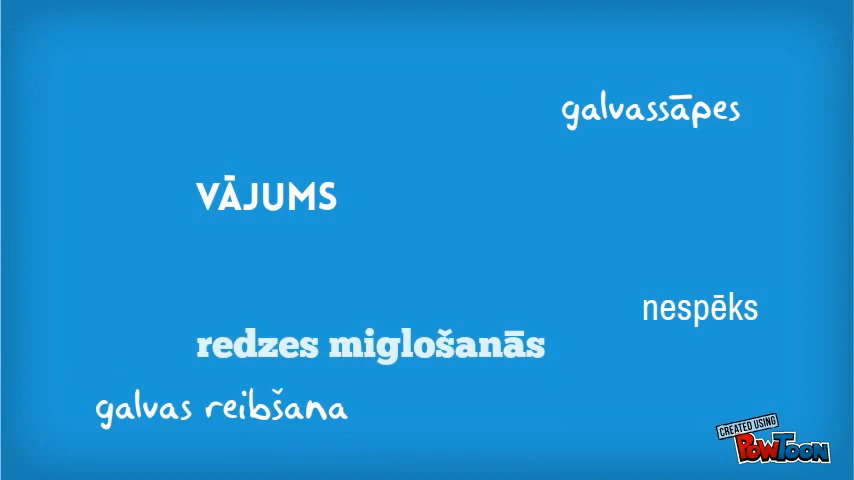 galvassāpes
VĀJUMS
nespēks
redzes miglošanās
galvas reibšana
CREATED USING
POWTOON